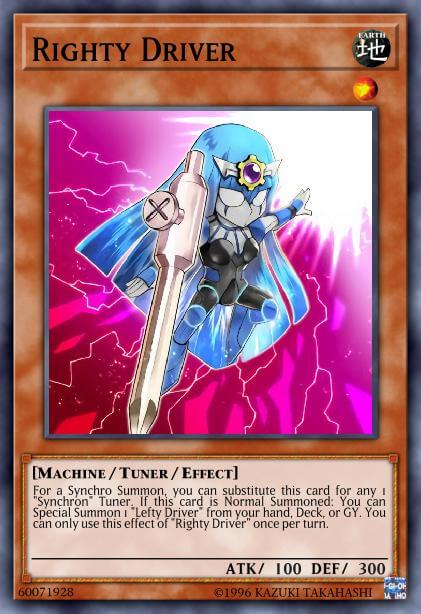 RIGHTY DRIVER
EARTH
地
[MACHINE / TUNER / EFFECT]
For a Synchro Summon, you can substitute this card for any 1
"Synchron" Tuner. If this card is Normal Summoned: You can
Special Summon 1 "Lefty Driver" from your hand, Deck, or GY. You
can only use this effect of "Righty Driver" once per turn.
ATK/ 100 DEF/ 300
60071928
©1996 KAZUKI TAKAHASHI